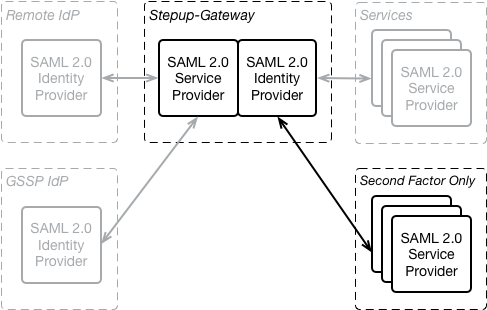 Remote IdP
SAML 2.0
Identity
Provider
Stepup-Gateway
SAML 2.0
Service
Provider
SAML 2.0
Identity
Provider
Services
SAML 2.0
Service
Provider
GSSP IdP
SAML 2.0
Identity
Provider
Second Factor Only
SAML 2.0
Service
Provider